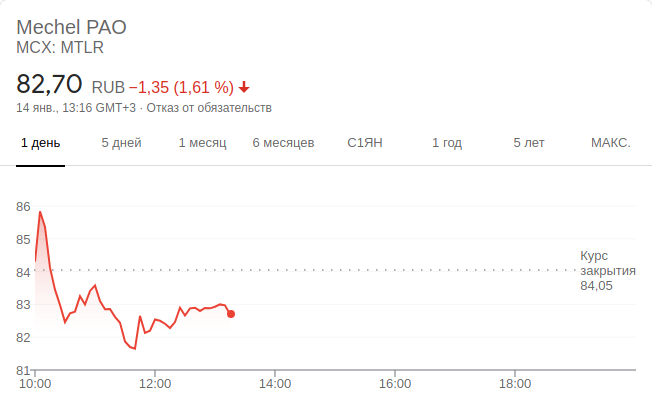 Mechel PAO
MCX: MTLR
82,70 RUB −1,35 (1,61 %)
14 янв., 13:16 GMT+3 · Отказ от обязательств
1 день 5 дней 1 месяц 6 месяцев С1ЯН 1 год 5 лет МАКС.
86
85
84
83
82
81
Курс
закрытия
84,05
10:00 12:00 14:00 16:00 18:00